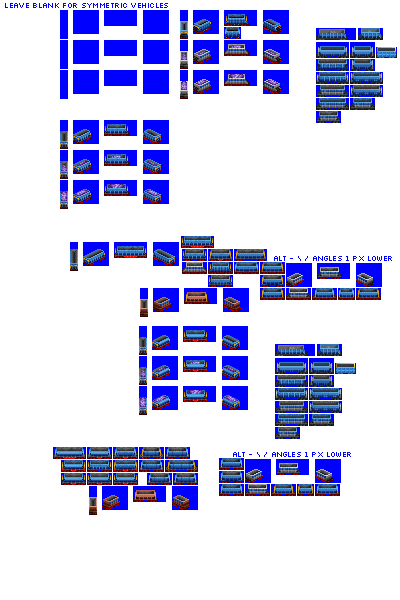 LEAVE BLANK FOR SYMMETRIC VEHICLES
ALT - \ / ANGLES 1 PX LOWER
ALT - \ / ANGLES 1 PX LOWER